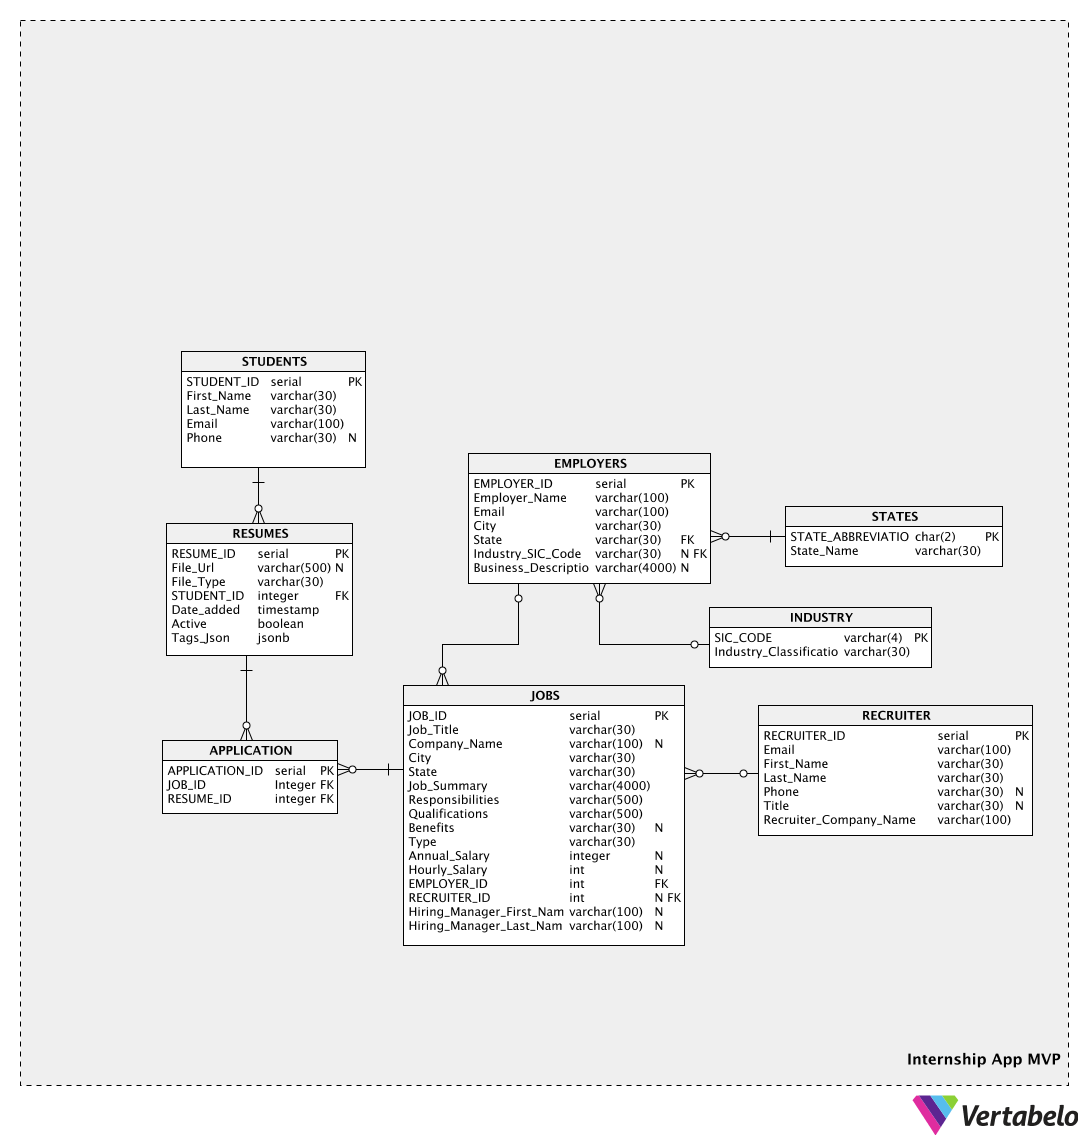 STUDENTS
STUDENT_ID serial PK
First_Name varchar(30)
Last_Name varchar(30)
Email varchar(100)
Phone varchar(30) N
RESUMES
RESUME_ID serial PK
File_Url varchar(500) N
File_Type varchar(30)
STUDENT_ID integer FK
Date_added timestamp
Active boolean
Tags_Json jsonb
APPLICATION
APPLICATION_ID serial PK
JOB_ID Integer FK
RESUME_ID integer FK
EMPLOYERS
EMPLOYER_ID serial PK
Employer_Name varchar(100)
Email varchar(100)
City varchar(30)
State varchar(30) FK
Industry_SIC_Code varchar(30) N FK
Business_Descriptio varchar(4000) N
STATES
STATE_ABBREVIATIO char(2) PK
State_Name varchar(30)
INDUSTRY
SIC_CODE varchar(4) PK
Industry_Classificatio varchar(30)
JOBS
JOB_ID serial PK
Job_Title varchar(30)
Company_Name varchar(100) N
City varchar(30)
State varchar(30)
Job_Summary varchar(4000)
Responsibilities varchar(500)
Qualifications varchar(500)
Benefits varchar(30) N
Type varchar(30)
Annual_Salary integer N
Hourly_Salary int N
EMPLOYER_ID int FK
RECRUITER_ID int N FK
Hiring_Manager_First_Nam varchar(100) N
Hiring_Manager_Last_Nam varchar(100) N
RECRUITER
RECRUITER_ID serial PK
Email varchar(100)
First_Name varchar(30)
Last_Name varchar(30)
Phone varchar(30) N
Title varchar(30) N
Recruiter_Company_Name varchar(100)
Internship App MVP
Vertabelo